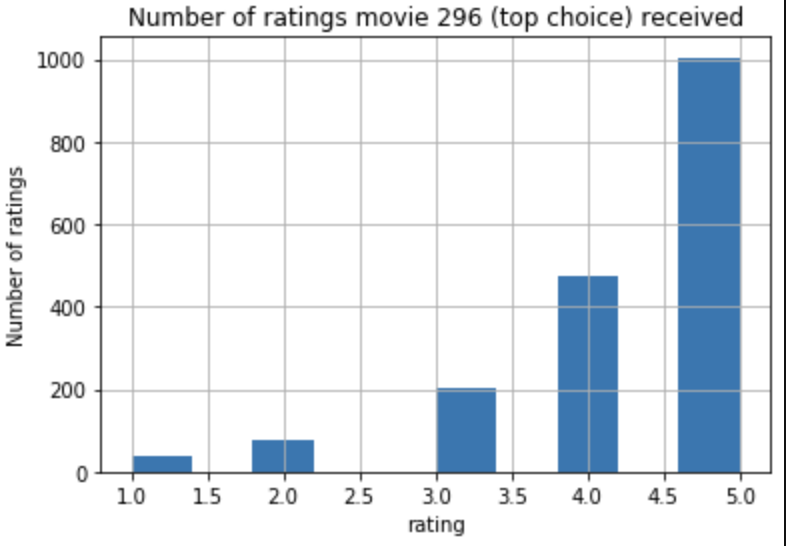 Number of ratings movie 296 (top choice) received
1000
800
600
400
200
0
Number of ratings
1.0 1.5 2.0 2.5 3.0 3.5 4.0 4.5 5.0
rating